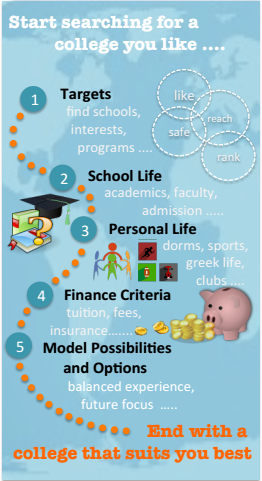 Start searching for a
college you like ....
1 Targets
find schools,
interests,
programs ....
like
reach
safe
rank
2 School Life
academics, faculty,
admission .....
3 Personal Life
dorms, sports,
greek life,
clubs ....
4 Finance Criteria
tuition, fees,
insurance.......
5 Model Possibilities
and Options
balanced experience,
future focus .....
End with a
college that suits you best